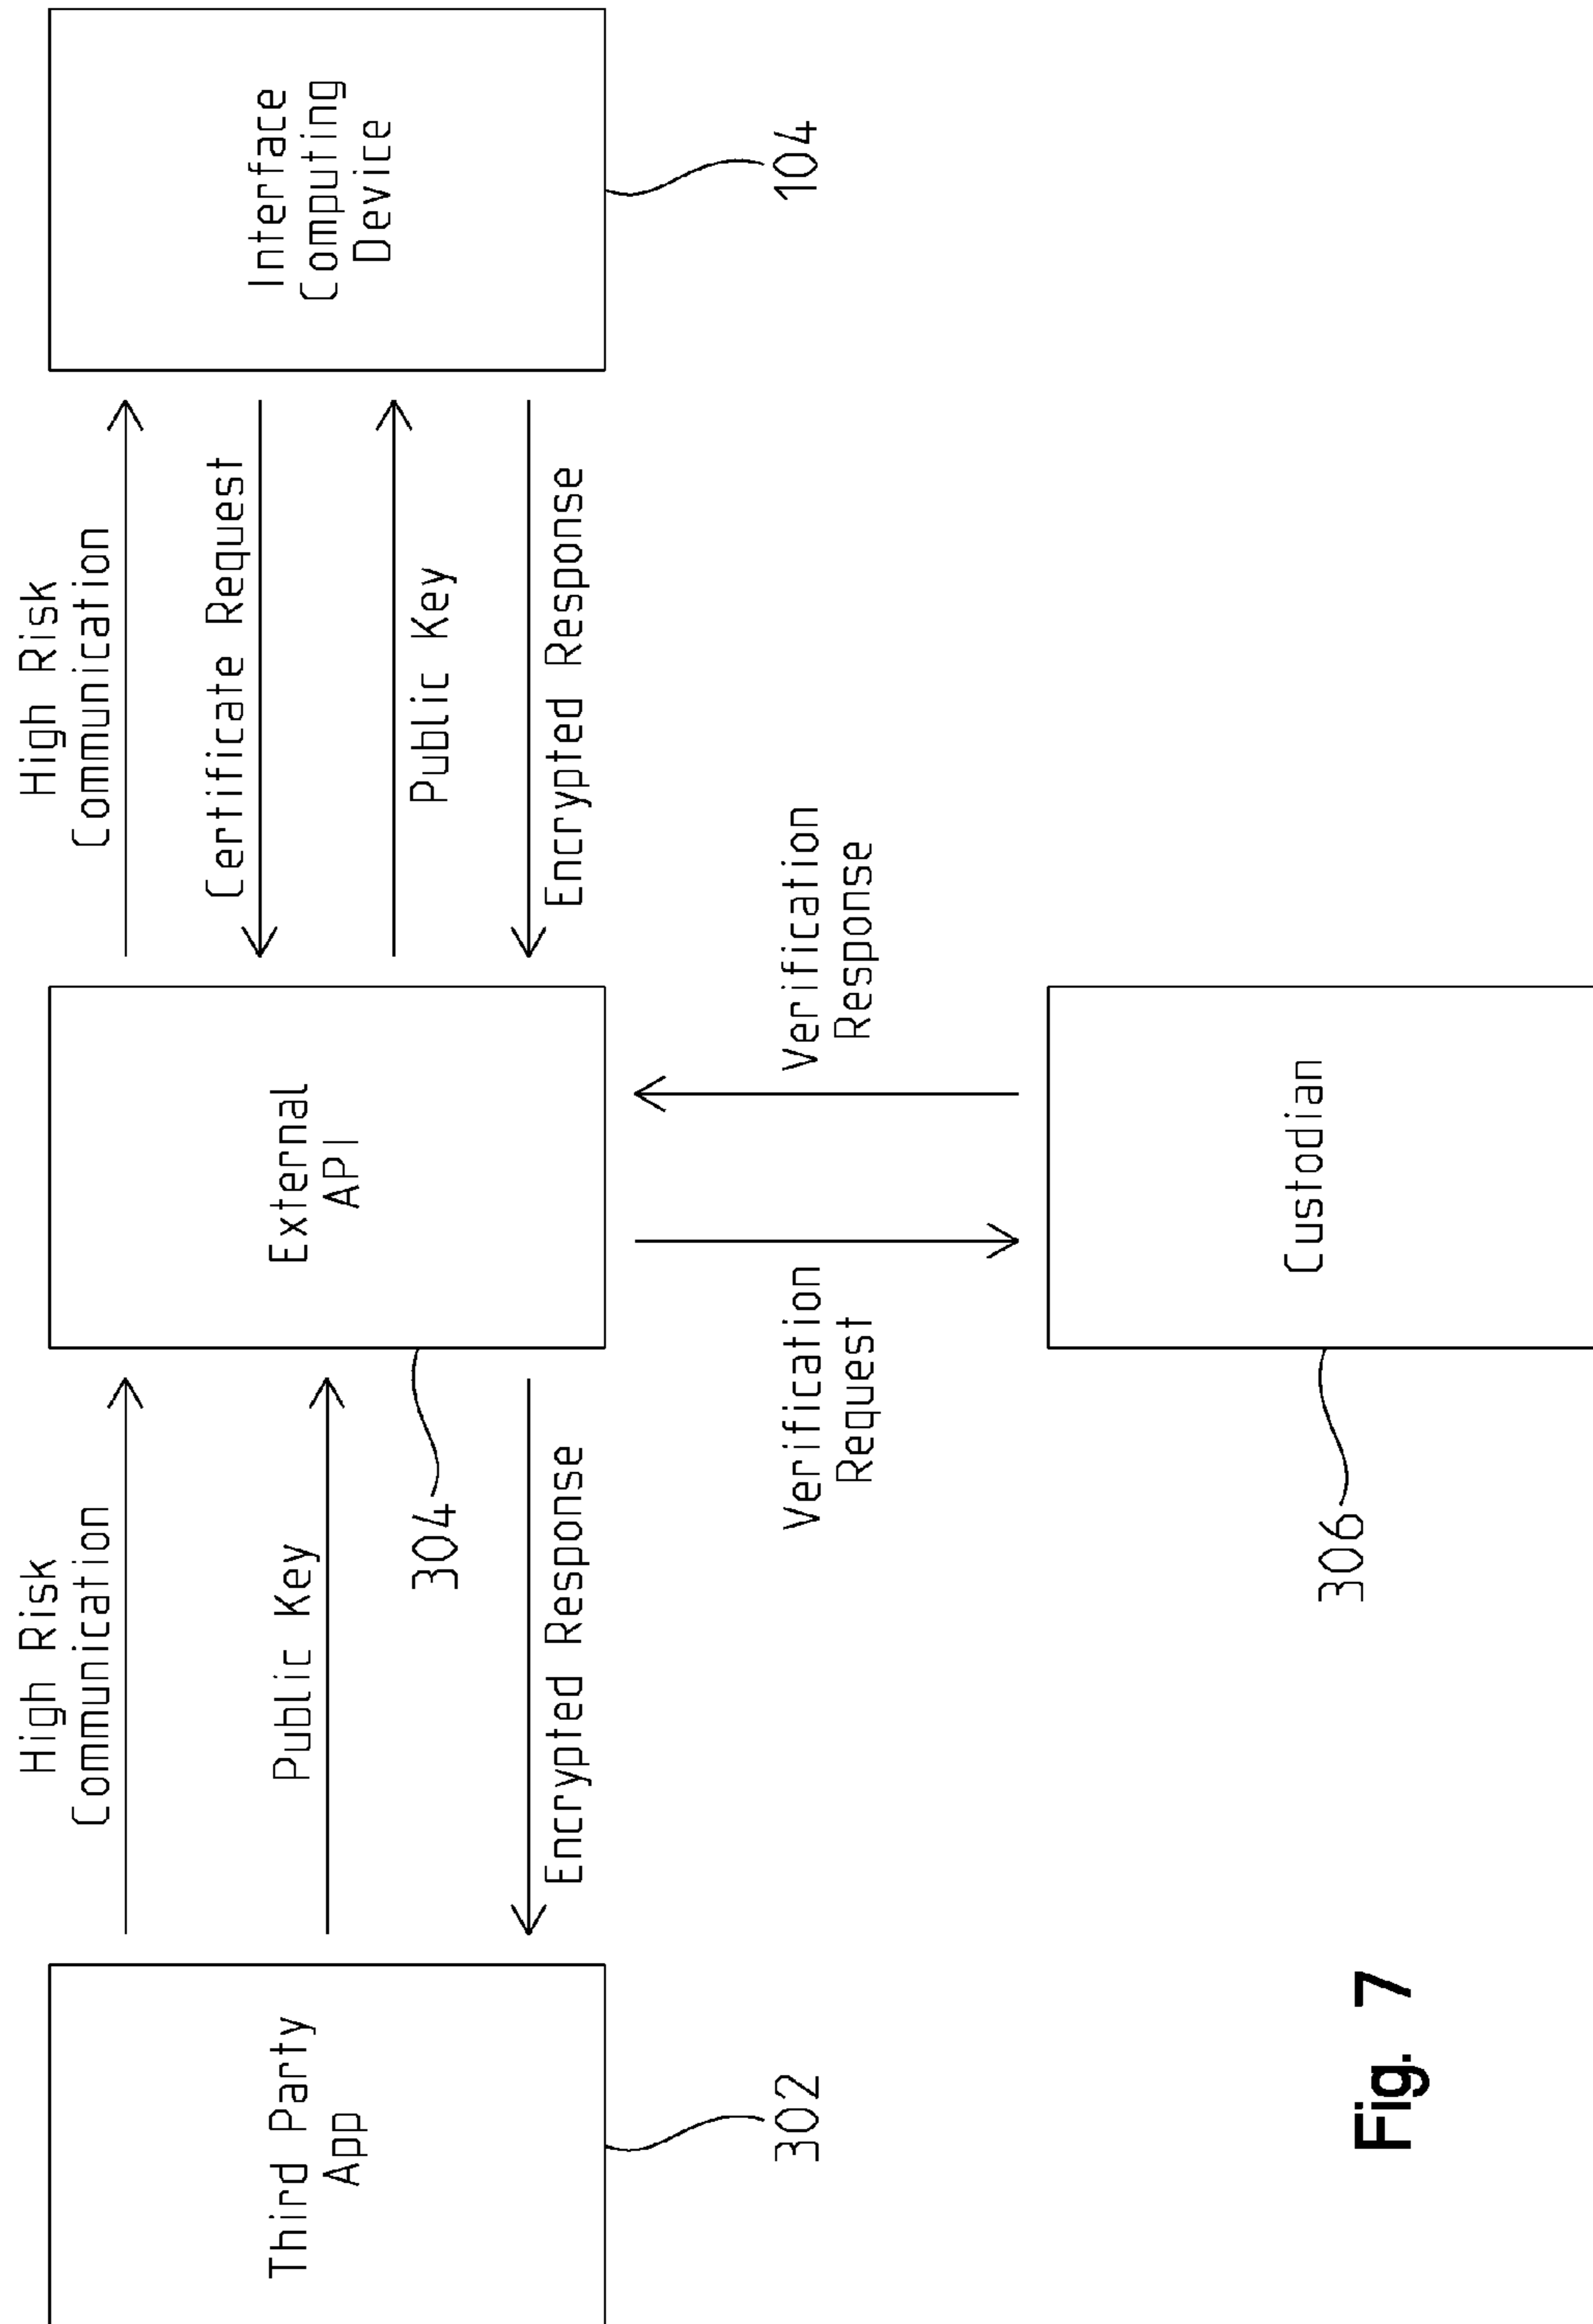 High Risk
Communication
High Risk
Communication
Third Party
App
Public Key
External
API
Certificate Request
Interface
Computing
Device
Public Key
304
Encrypted Response
Encrypted Response
302
Verification
Request
Verification
Response
104
Custodian
306
Fig. 7